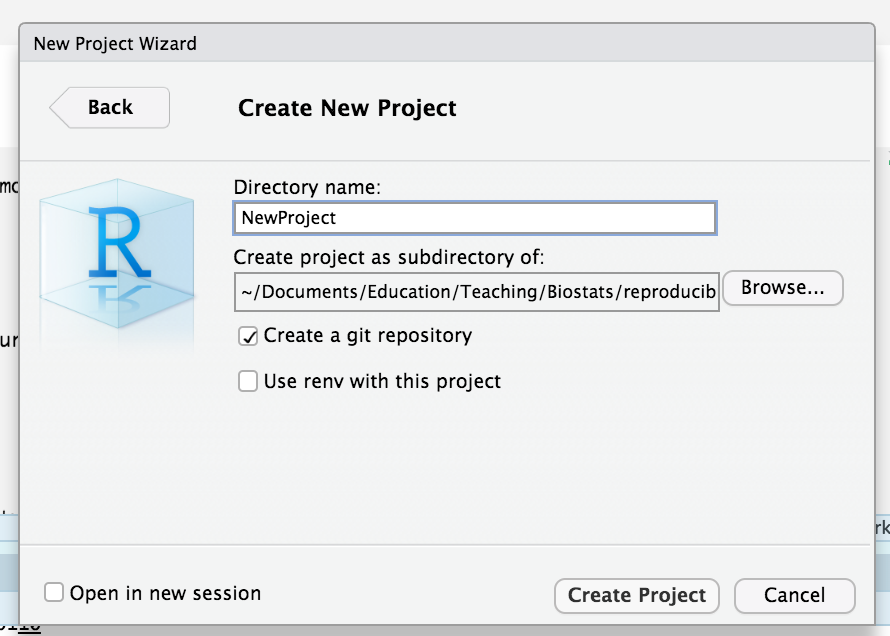 New Project Wizard
Back
Create New Project
R
Directory name:
NewProject
Create project as subdirectory of:
~/Documents/Education/Teaching/Biostats/reproducib
Browse...
Create a git repository
Use renv with this project
Open in new session
Create Project
Cancel